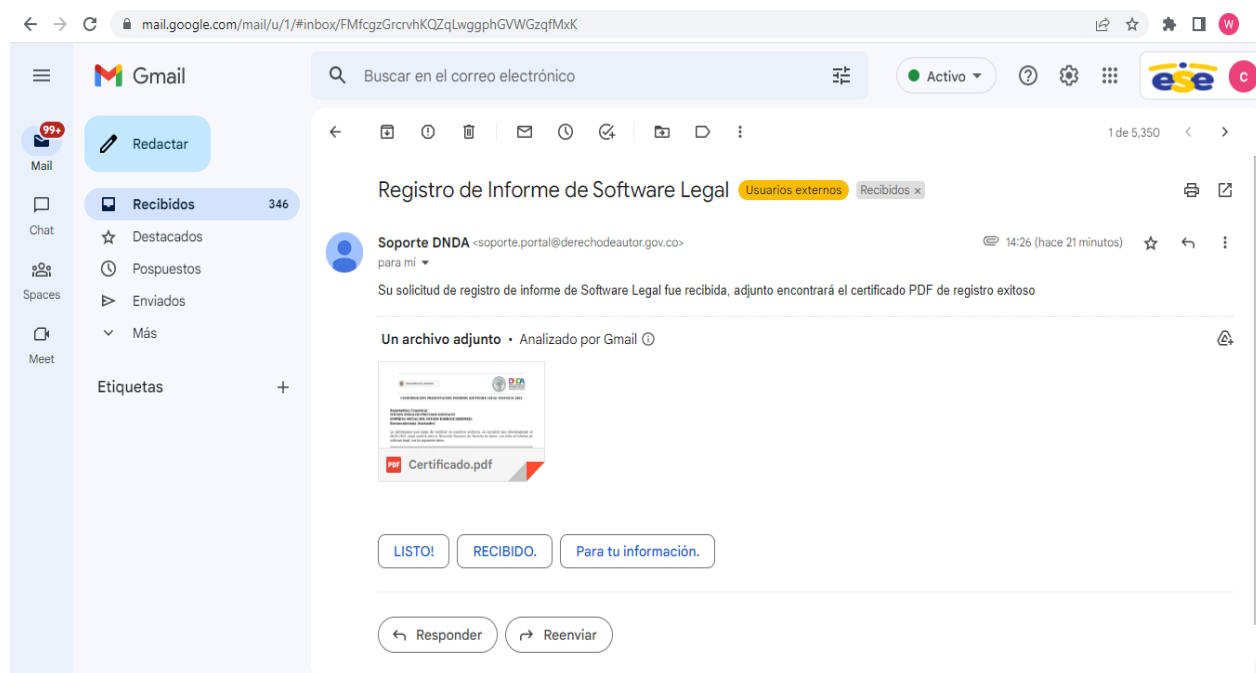 mail.google.com/mail/u/1/#inbox/FMfcgzGrcrvhKQZqLwggphGVWGzqfMxK
W
Gmail
Buscar en el correo electrónico
Activo
ese
C
99+
Mail
Redactar
1 de 5,350
Chat
Recibidos 346
Registro de Informe de Software Legal Usuarios externos Recibidos x
Destacados
Spaces
Pospuestos
Soporte DNDA <soporte.portal@derechodeautor.gov.co> 14:26 (hace 21 minutos)
para mí
Enviados
Su solicitud de registro de informe de Software Legal fue recibida, adjunto encontrará el certificado PDF de registro exitoso
Meet
Más
Un archivo adjunto • Analizado por Gmail
Etiquetas +
DNDA
PDF Certificado.pdf
LISTO! RECIBIDO. Para tu información.
Responder Reenviar